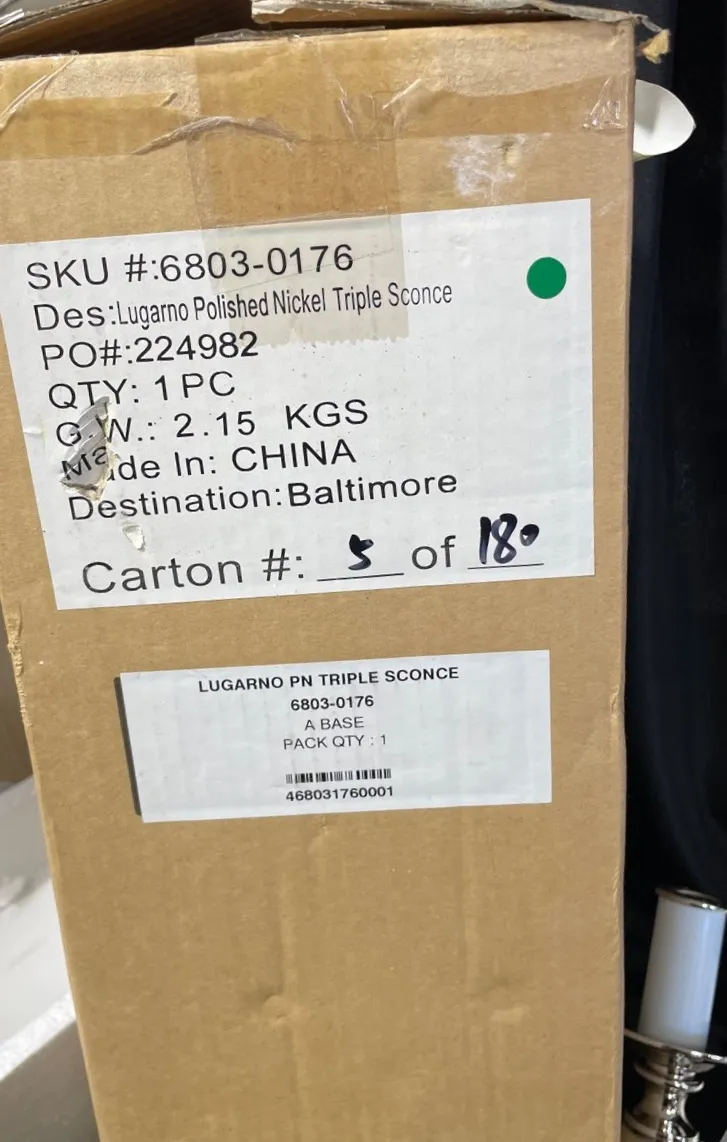 SKU #:6803-0176
Des:Lugarno Polished Nickel Triple Sconce
PO#:224982
QTY: 1 PC
G.W.: 2.15 KGS
Made In: CHINA
Destination:Baltimore
Carton #: 5 of 180
LUGARNO PN TRIPLE SCONCE
6803-0176
A BASE
PACK QTY : 1
468031760001